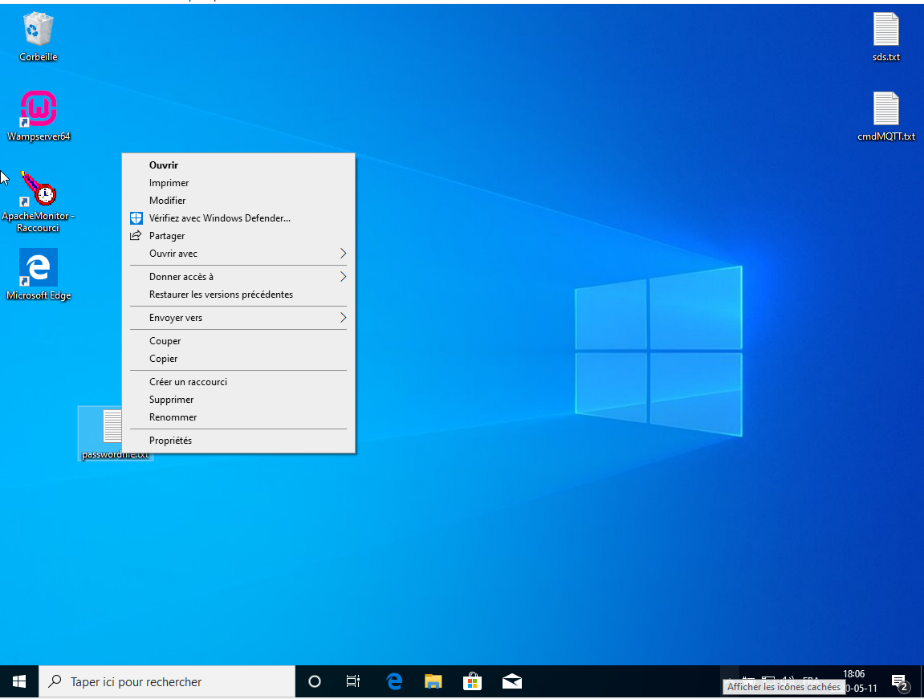 Corbeille
Wampserver64
ApacheMonitor -
Raccourci
Microsoft Edge
sds.txt
cmdMQTT.txt
Ouvrir
Imprimer
Modifier
Vérifiez avec Windows Defender...
Partager
Ouvrir avec
Donner accès à
Restaurer les versions précédentes
Envoyer vers
Couper
Copier
Créer un raccourci
Supprimer
Renommer
Propriétés
passwordfile.txt
Taper ici pour rechercher
Afficher les icônes cachées
18:06
0-05-11
2